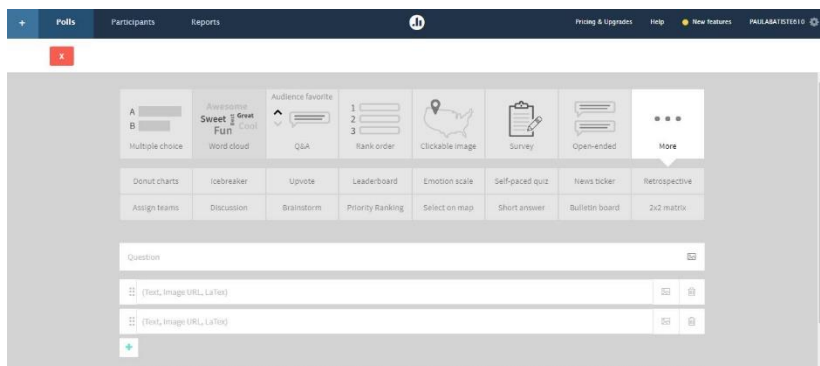 + Polls Participants Reports Pricing & Upgrades Help New features PAULABATISTE610
X
A
B
Multiple choice
Awesome
Sweet Best Great
Fun Cool
Word cloud
Audience favorite
Q&A
1
2
3
Rank order
Clickable image
Survey
Open-ended
More
Donut charts Icebreaker Upvote Leaderboard Emotion scale Self-paced quiz News ticker Retrospective
Assign teams Discussion Brainstorm Priority Ranking Select on map Short answer Bulletin board 2x2 matrix
Question
(Text, Image URL, LaTex)
(Text, Image URL, LaTex)
+